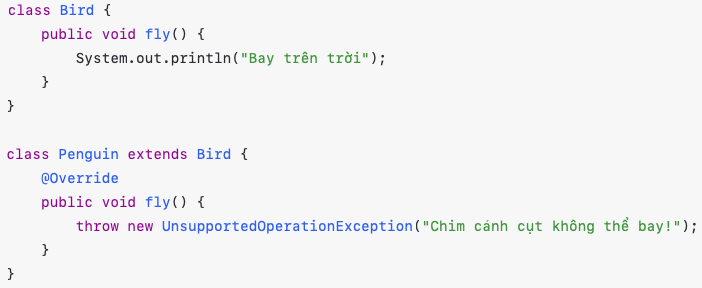 class Bird {
    public void fly() {
        System.out.println("Bay trên trời");
    }
}

class Penguin extends Bird {
    @Override
    public void fly() {
        throw new UnsupportedOperationException("Chim cánh cụt không thể bay!");
    }
}